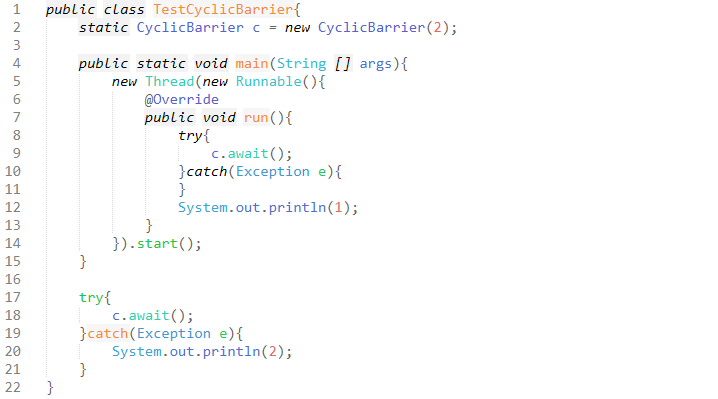 1 public class TestCyclicBarrier{
2     static CyclicBarrier c = new CyclicBarrier(2);
3
4     public static void main(String [] args){
5         new Thread(new Runnable(){
6             @Override
7             public void run(){
8                 try{
9                     c.await();
10                 }catch(Exception e){
11                 }
12                 System.out.println(1);
13             }
14         }).start();
15     }
16
17     try{
18         c.await();
19     }catch(Exception e){
20         System.out.println(2);
21     }
22 }